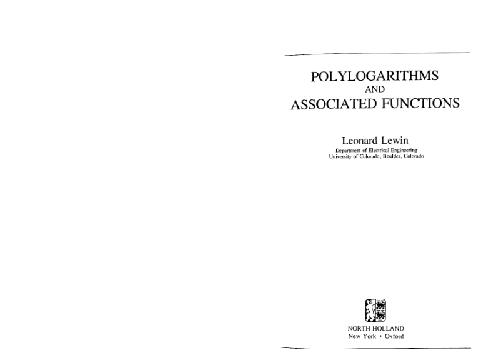 POLYLOGARITHMS
AND
ASSOCIATED FUNCTIONS
Leonard Lewin
Department of Electrical Engineering
University of Colorado, Boulder, Colorado
NORTH HOLLAND
New York • Oxford